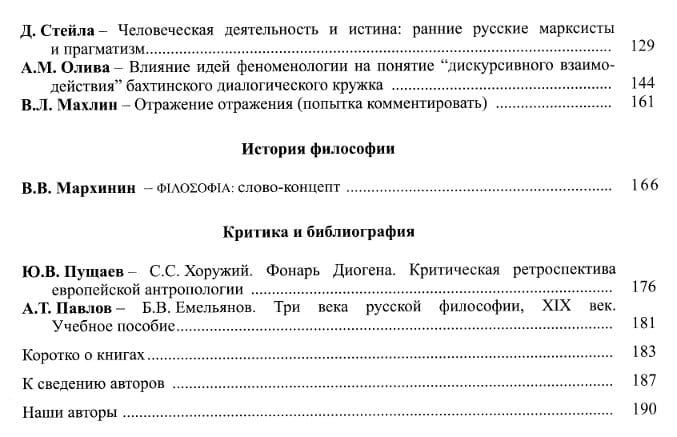 Д. Стейла – Человеческая деятельность и истина: ранние русские марксисты
и прагматизм........ 129
А.М. Олива – Влияние идей феноменологии на понятие “дискурсивного взаимо-
действия” бахтинского диалогического кружка ........ 144
В.Л. Махлин – Отражение отражения (попытка комментировать) ........ 161
История философии
В.В. Мархинин – ΦΙΛΟΣΟΦΙΑ: слово-концепт ........ 166
Критика и библиография
Ю.В. Пущаев – С.С. Хоружий. Фонарь Диогена. Критическая ретроспектива
европейской антропологии ........ 176
А.Т. Павлов – Б.В. Емельянов. Три века русской философии, XIX век.
Учебное пособие........ 181
Коротко о книгах........ 183
К сведению авторов ........ 187
Наши авторы ........ 190